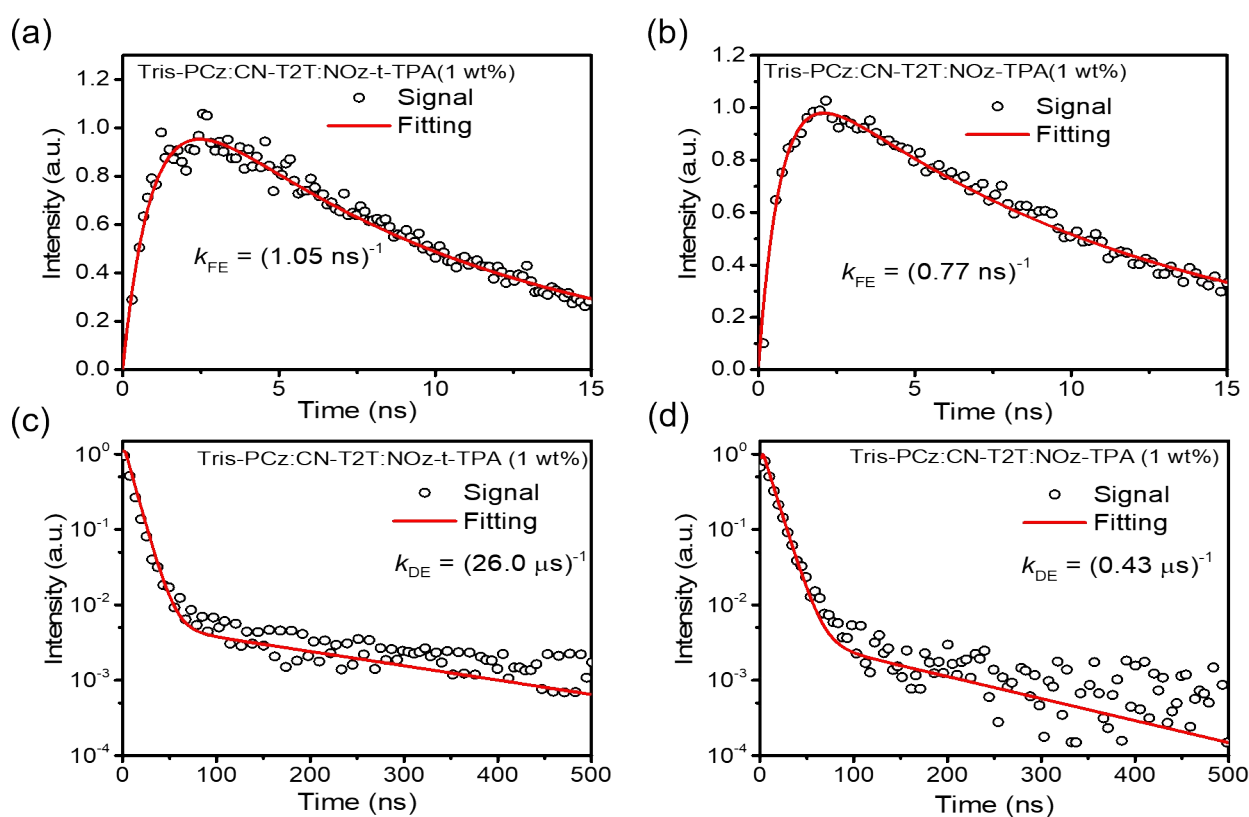 (a)
Tris-PCz:CN-T2T:NOz-t-TPA(1 wt%)
Signal
Fitting
k_FE = (1.05 ns)⁻¹
Intensity (a.u.)
1.2
1.0
0.8
0.6
0.4
0.2
0.0
0 5 10 15
Time (ns)
(b)
Tris-PCz:CN-T2T:NOz-TPA(1 wt%)
Signal
Fitting
k_FE = (0.77 ns)⁻¹
Intensity (a.u.)
1.2
1.0
0.8
0.6
0.4
0.2
0.0
0 5 10 15
Time (ns)
(c)
Tris-PCz:CN-T2T:NOz-t-TPA (1 wt%)
Signal
Fitting
k_DE = (26.0 μs)⁻¹
Intensity (a.u.)
10⁰
10⁻¹
10⁻²
10⁻³
10⁻⁴
0 100 200 300 400 500
Time (ns)
(d)
Tris-PCz:CN-T2T:NOz-TPA (1 wt%)
Signal
Fitting
k_DE = (0.43 μs)⁻¹
Intensity (a.u.)
10⁰
10⁻¹
10⁻²
10⁻³
10⁻⁴
0 100 200 300 400 500
Time (ns)